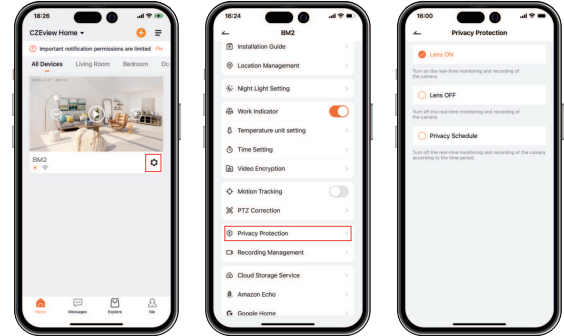 16:26
CZEview Home
Important notification permissions are limited Fix
All Devices Living Room Bedroom Do
BM2
Home Messages Explore Me
16:24
BM2
Installation Guide
Location Management
Night Light Setting
Work Indicator
Temperature unit setting
Time Setting
Video Encryption
Motion Tracking
PTZ Correction
Privacy Protection
Recording Management
Cloud Storage Service
Amazon Echo
Google Home
16:00
Privacy Protection
Lens ON
Turn on the real-time monitoring and recording of
the camera.
Lens OFF
Turn off the real-time monitoring and recording of
the camera.
Privacy Schedule
Turn off the real-time monitoring and recording of the camera
according to the time period.